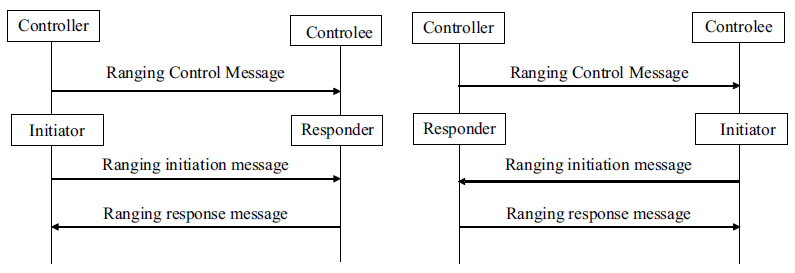 Controller
Controlee
Ranging Control Message
Initiator
Responder
Ranging initiation message
Ranging response message
Controller
Controlee
Ranging Control Message
Responder
Initiator
Ranging initiation message
Ranging response message